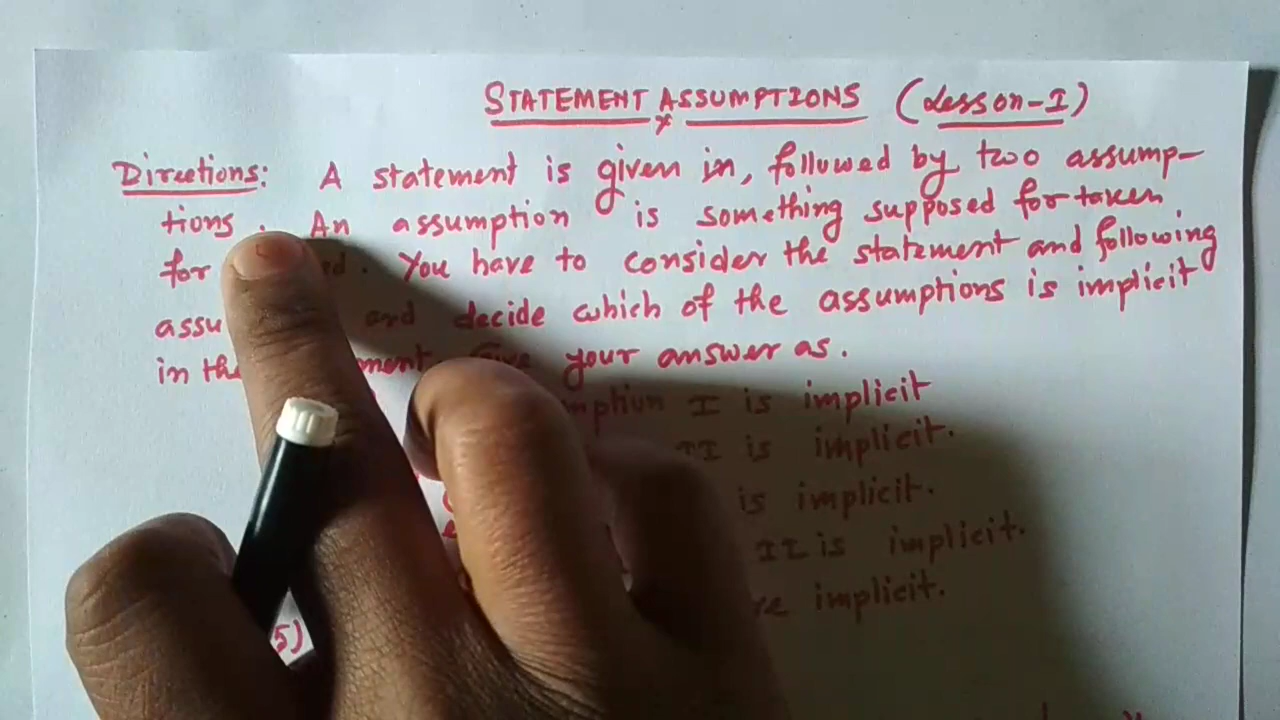 STATEMENT ASSUMPTIONS (Lesson-I)
Directions: A statement is given in, followed by two assump-
tions. An assumption is something supposed for taken
for You have to consider the statement and following
and decide which of the assumptions is implicit
in the your answer as.
I is implicit
II is implicit.
is implicit.
II is implicit.
implicit.
5)